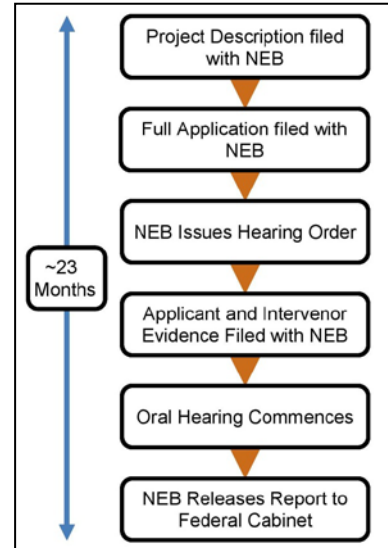 Project Description filed
with NEB
Full Application filed with
NEB
NEB Issues Hearing Order
~23
Months
Applicant and Intervenor
Evidence Filed with NEB
Oral Hearing Commences
NEB Releases Report to
Federal Cabinet